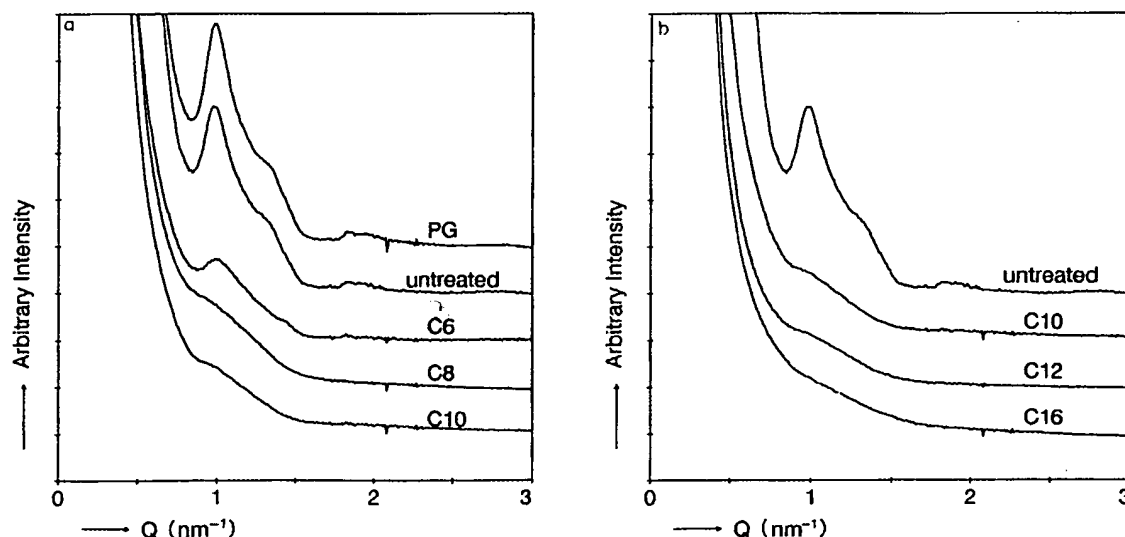 a
PG
untreated
C6
C8
C10
Arbitrary Intensity
0
1
2
3
Q (nm⁻¹)
b
untreated
C10
C12
C16
Arbitrary Intensity
0
1
2
3
Q (nm⁻¹)